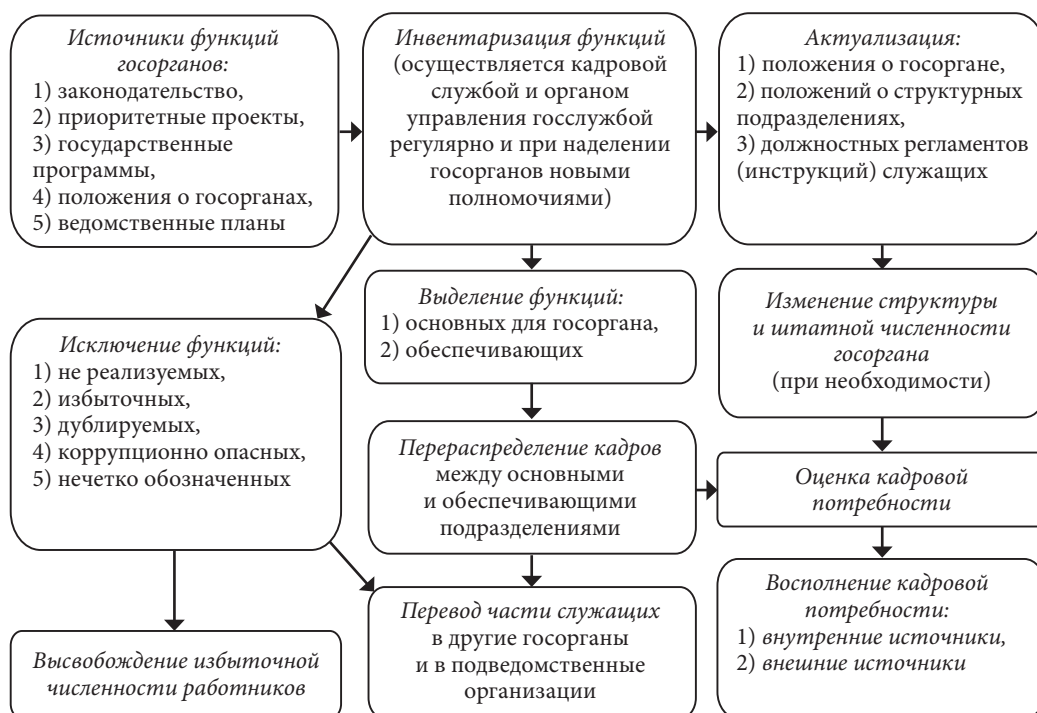 Источники функций
госорганов:
1) законодательство,
2) приоритетные проекты,
3) государственные
программы,
4) положения о госорганах,
5) ведомственные планы
Инвентаризация функций
(осуществляется кадровой
службой и органом
управления госслужбой
регулярно и при наделении
госорганов новыми
полномочиями)
Актуализация:
1) положения о госоргане,
2) положений о структурных
подразделениях,
3) должностных регламентов
(инструкций) служащих
Исключение функций:
1) не реализуемых,
2) избыточных,
3) дублируемых,
4) коррупционно опасных,
5) нечетко обозначенных
Выделение функций:
1) основных для госоргана,
2) обеспечивающих
Изменение структуры
и штатной численности
госоргана
(при необходимости)
Перераспределение кадров
между основными
и обеспечивающими
подразделениями
Оценка кадровой
потребности
Высвобождение избыточной
численности работников
Перевод части служащих
в другие госорганы
и в подведомственные
организации
Восполнение кадровой
потребности:
1) внутренние источники,
2) внешние источники